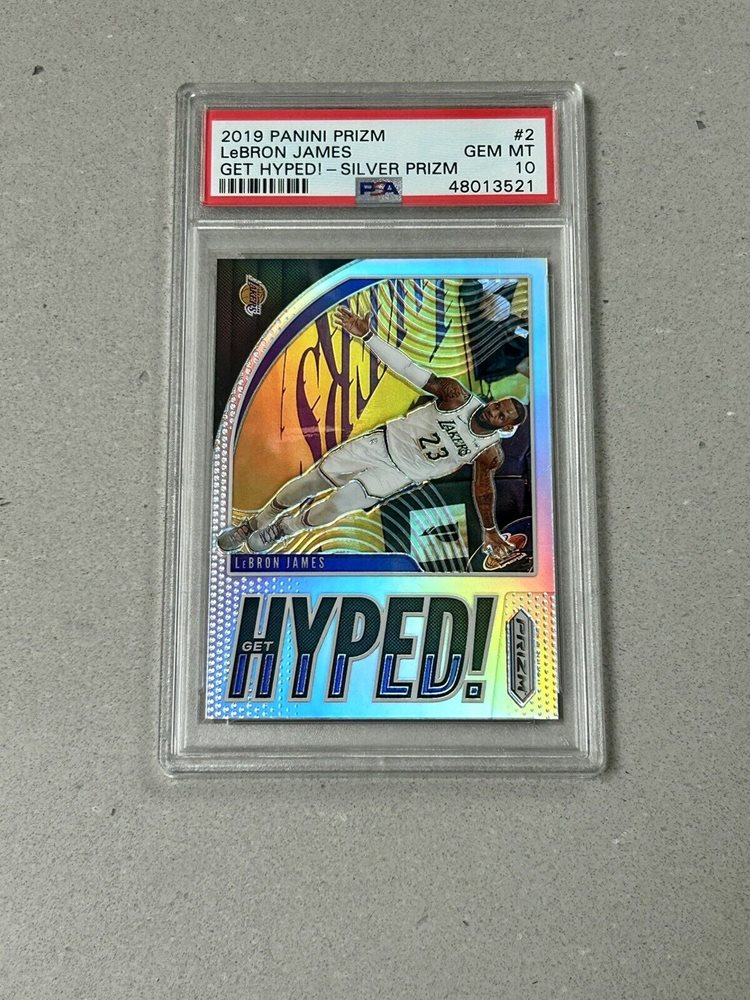 2019 PANINI PRIZM #2
LeBRON JAMES GEM MT
GET HYPED! – SILVER PRIZM 10
PSA 48013521
LAKERS
LAKERS
23
LeBRON JAMES
GET HYPED!
PRIZM